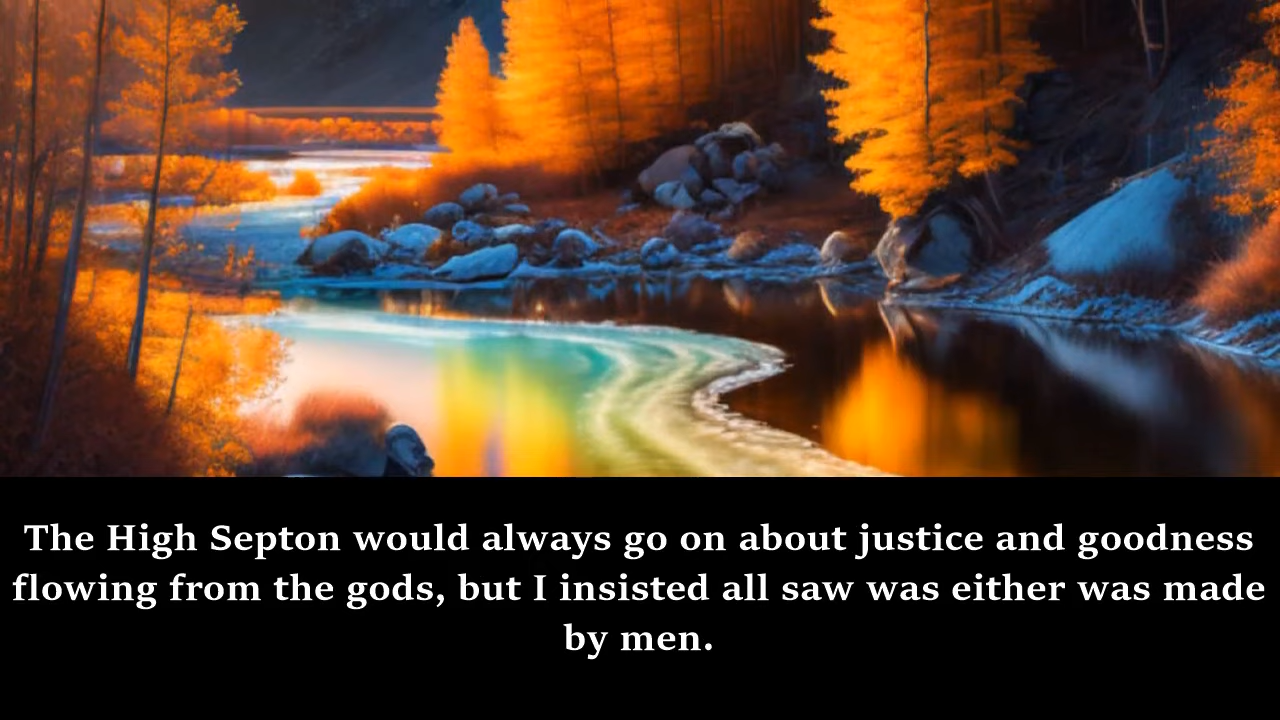 The High Septon would always go on about justice and goodness
flowing from the gods, but I insisted all saw was either was made
by men.